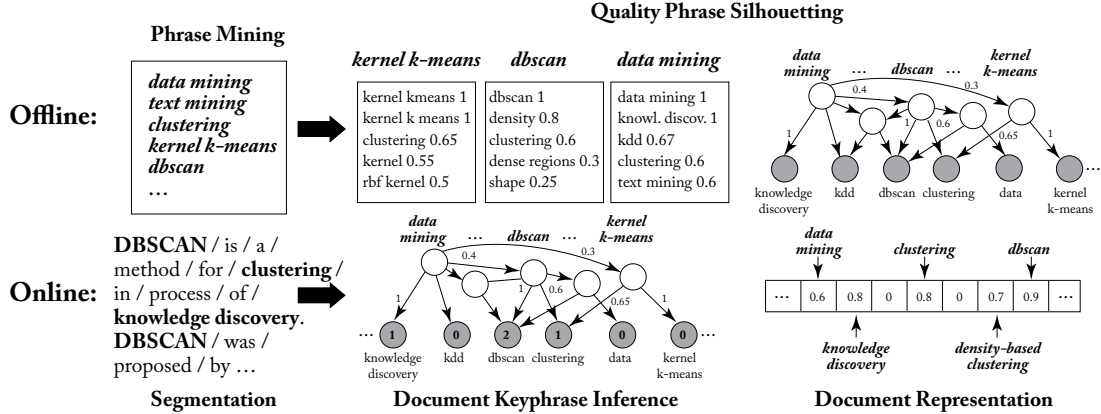 Quality Phrase Silhouetting
Phrase Mining
Offline:
data mining
text mining
clustering
kernel k-means
dbscan
...
kernel k-means
kernel kmeans 1
kernel k means 1
clustering 0.65
kernel 0.55
rbf kernel 0.5
dbscan
dbscan 1
density 0.8
clustering 0.6
dense regions 0.3
shape 0.25
data mining
data mining 1
knowl. discov. 1
kdd 0.67
clustering 0.6
text mining 0.6
data
mining
... dbscan ...
kernel
k-means
0.3
0.4
1
0.6
1
0.65
1
...
knowledge
discovery
kdd
dbscan
clustering
data
kernel
k-means
Online:
DBSCAN / is / a /
method / for / clustering /
in / process / of /
knowledge discovery.
DBSCAN / was /
proposed / by ...
Segmentation
data
mining
... dbscan ...
kernel
k-means
0.3
0.4
1
1
0.6
0.65
1
... 1 0 2 1 0 0 ...
knowledge
discovery
kdd
dbscan
clustering
data
kernel
k-means
Document Keyphrase Inference
data
mining
clustering
dbscan
... 0.6 0.8 0 0.8 0 0.7 0.9 ...
knowledge
discovery
density-based
clustering
Document Representation